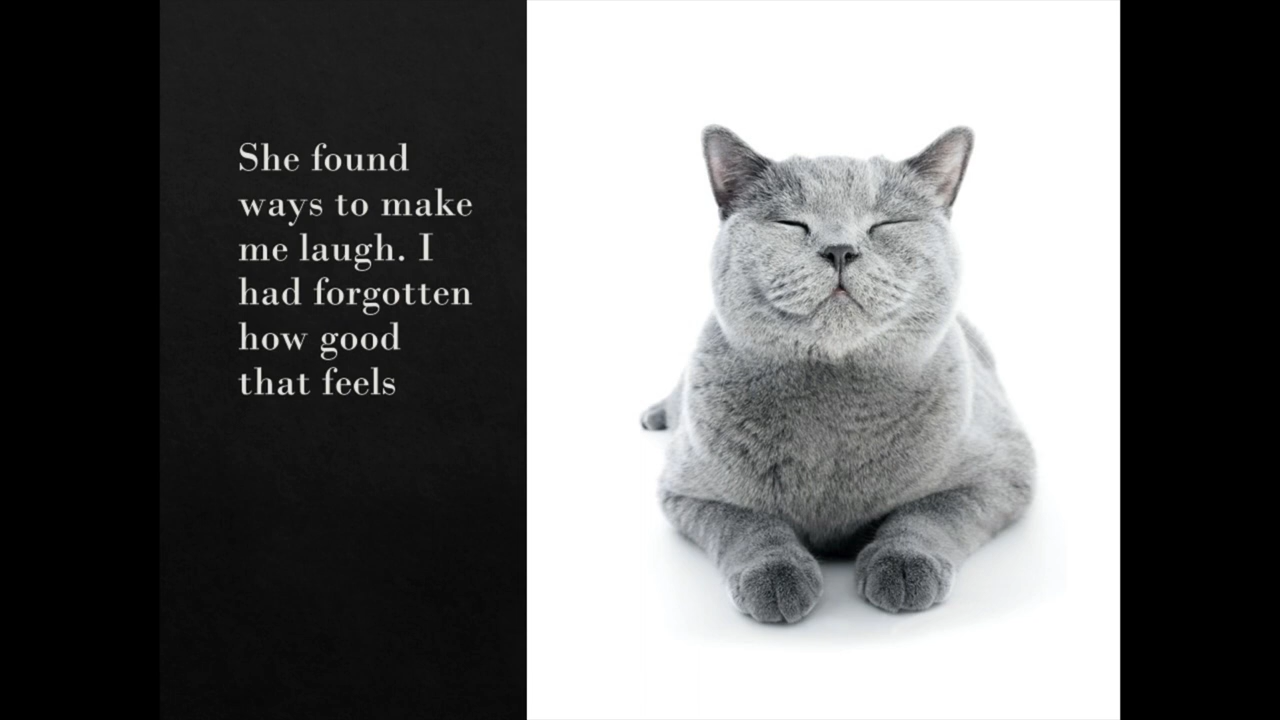 She found
ways to make
me laugh. I
had forgotten
how good
that feels